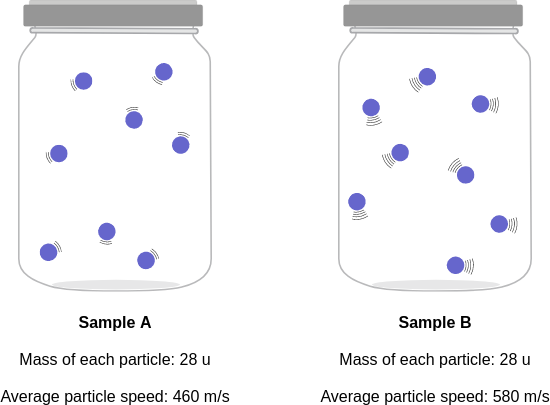 Sample A
Mass of each particle: 28 u
Average particle speed: 460 m/s
Sample B
Mass of each particle: 28 u
Average particle speed: 580 m/s